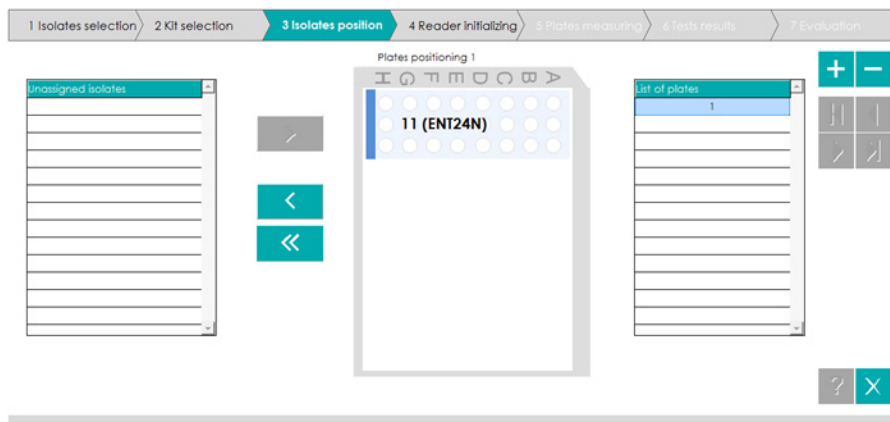 1 Isolates selection
2 Kit selection
3 Isolates position
4 Reader initializing
5 Plates measuring
6 Tests results
7 Evaluation
Plates positioning 1
Unassigned isolates
H G F E D C B A
List of plates
1
11 (ENT24N)
?